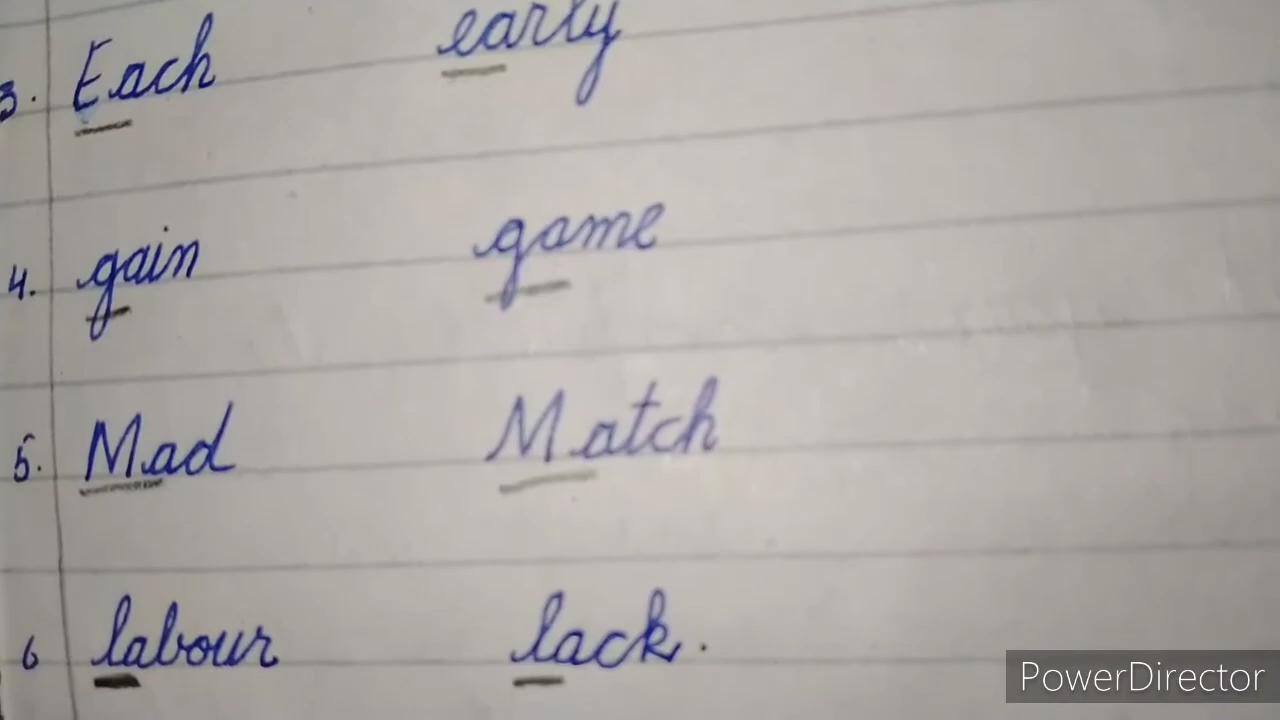 3. Each early
4. gain game
5. Mad Match
6 labour lack.
PowerDirector